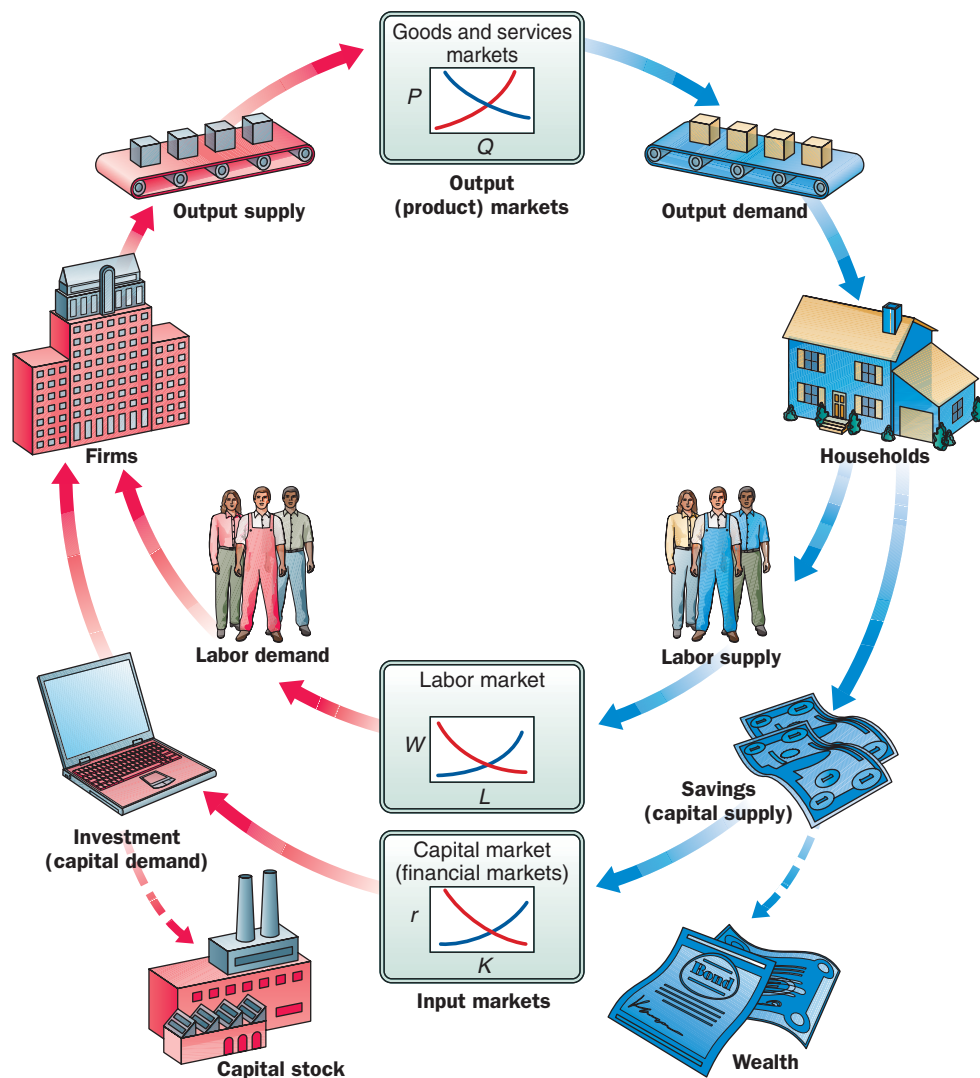 Goods and services
markets
P
Q
Output
(product) markets
Output supply
Output demand
Firms
Households
Labor demand
Labor supply
Labor market
W
L
Investment
(capital demand)
Savings
(capital supply)
Capital market
(financial markets)
r
K
Input markets
Bond
Capital stock
Wealth